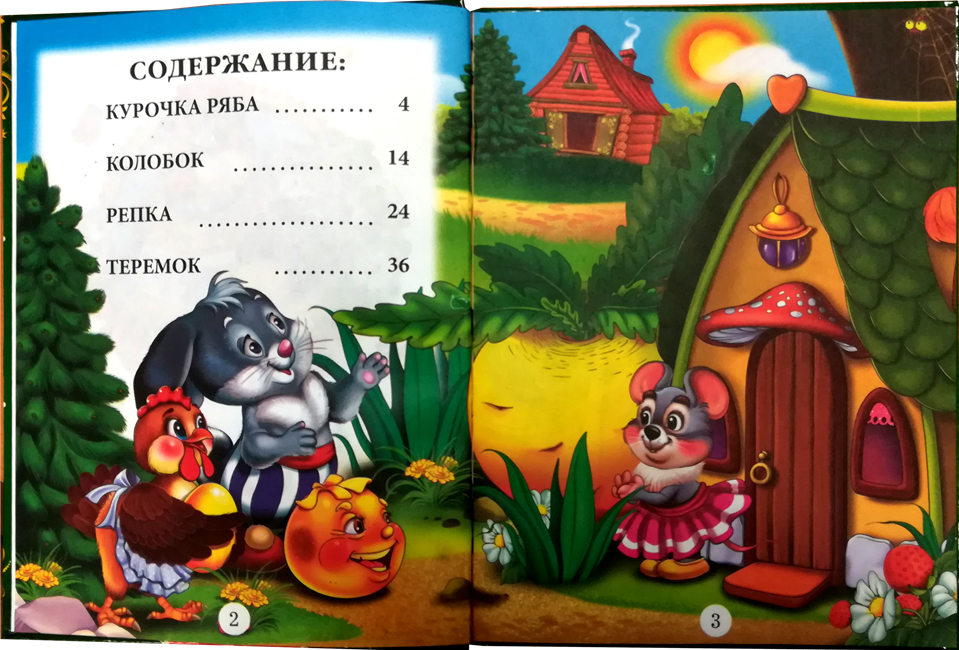 СОДЕРЖАНИЕ:
КУРОЧКА РЯБА .......... 4
КОЛОБОК .............. 14
РЕПКА ................. 24
ТЕРЕМОК .......... 36
2
3